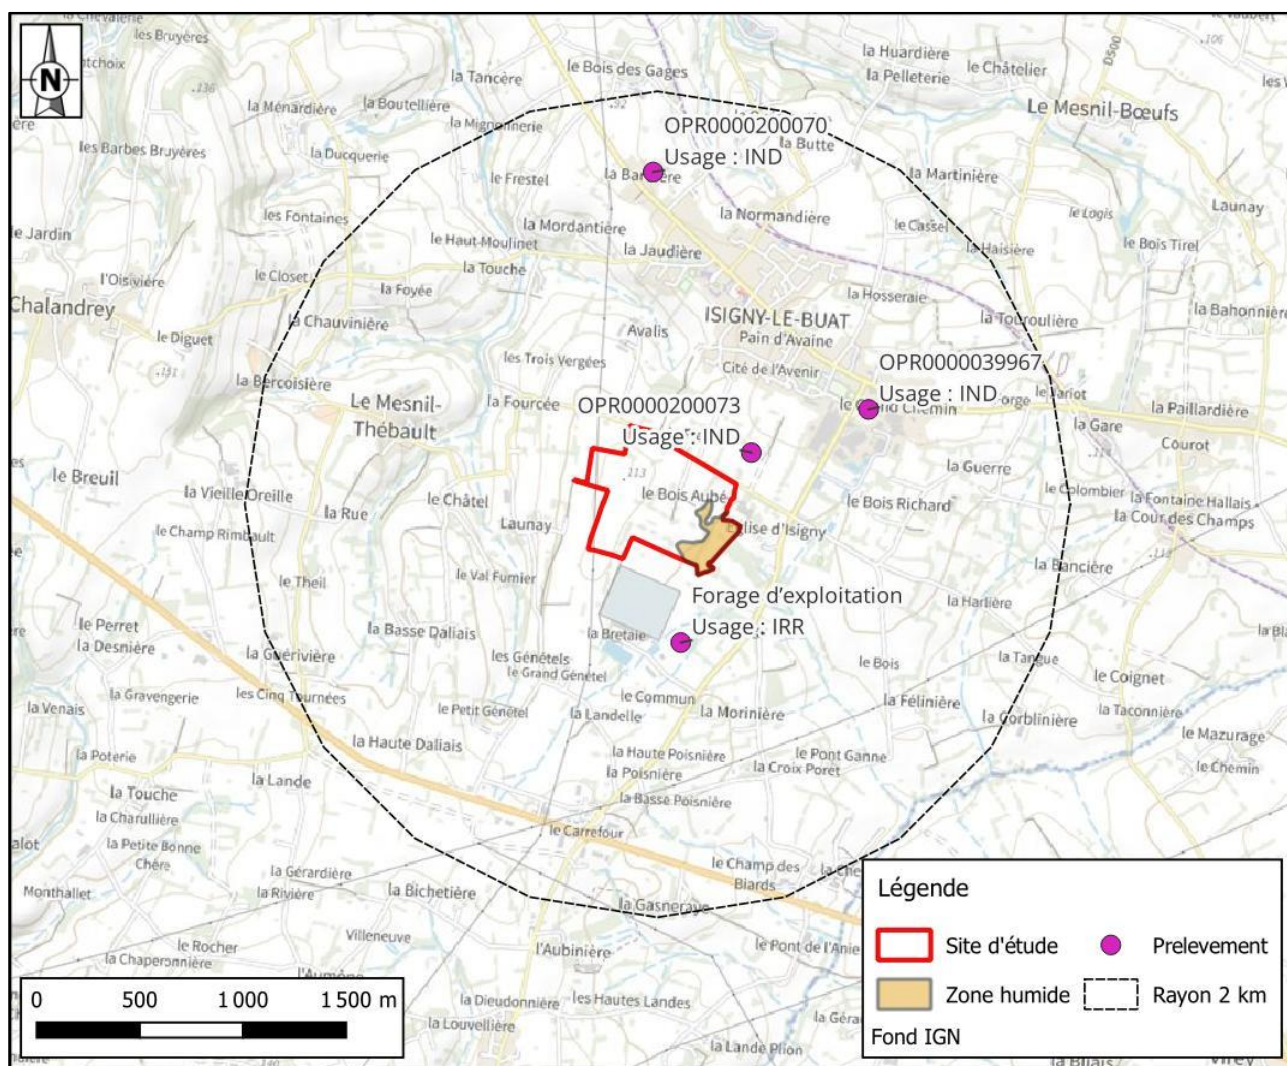 la Chevalerie
les Bruyères
la Huardière
106
N
136
la Tancère
le Bois des Gages
la Pelleterie
le Châtelier
D500
la Ménardière
la Boutellière
92
Le Mesnil-Bœufs
la Mignonnerie
OPR0000200070
Usage : IND
la Butte
les Barbes Bruyères
la Ducquerie
le Frestel
la Martinière
les Fontaines
la Mordantière
la Normandière
le Cassel
le Logis
Launay
le Jardin
le Haut-Moulinet
la Jaudière
la Haisière
le Bois Tirel
l'Oisivière
le Closet
la Touche
la Foyée
la Hosseraie
la Bahonnière
Chalandrey
la Chauvinière
Avalis
ISIGNY-LE-BUAT
la Touroulière
le Diguet
Pain d'Avaine
les Trois Vergées
Cité de l'Avenir
OPR0000039967
Usage : IND
131
la Bercoisière
Le Mesnil-
Thébault
la Fourcée
OPR0000200073
Usage : IND
la Paillardière
la Gare
Courot
le Breuil
la Vieille Oreille
le Châtel
113
le Bois Aubé
la Guerre
le Colombier
la Fontaine Hallais
le Champ Rimbault
la Rue
Launay
Eglise d'Isigny
le Bois Richard
la Cour des Champs
le Theil
le Val Fumier
la Bancière
Forage d'exploitation
Usage : IRR
la Harlière
le Perret
la Desnière
la Basse Daliais
la Bretaie
la Guérivière
les Génétels
le Grand Génétel
le Bois
la Tangue
le Coignet
la Gravengerie
les Cinq Tournées
le Commun
la Félinière
la Venais
le Petit Génétel
la Landelle
la Morinière
la Corblinière
la Taconnière
le Mazurage
la Haute Daliais
la Poterie
la Haute Poisnière
le Pont Ganne
le Chemin
la Lande
la Poisnière
la Croix Poret
la Touche
la Basse Poisnière
la Charullière
le Carrefour
la Petite Bonne
Chère
le Champ des
Biards
Monthallet
la Gérardière
la Rivière
la Bichetière
la Gasneraye
Villeneuve
le Rocher
la Chaperonnière
l'Aubinière
le Pont de l'Anie
la Dieudonnière
les Hautes Landes
la Louvellière
la Lande Plion
0 500 1 000 1 500 m
Légende
Site d'étude
Prelevement
Zone humide
Rayon 2 km
Fond IGN